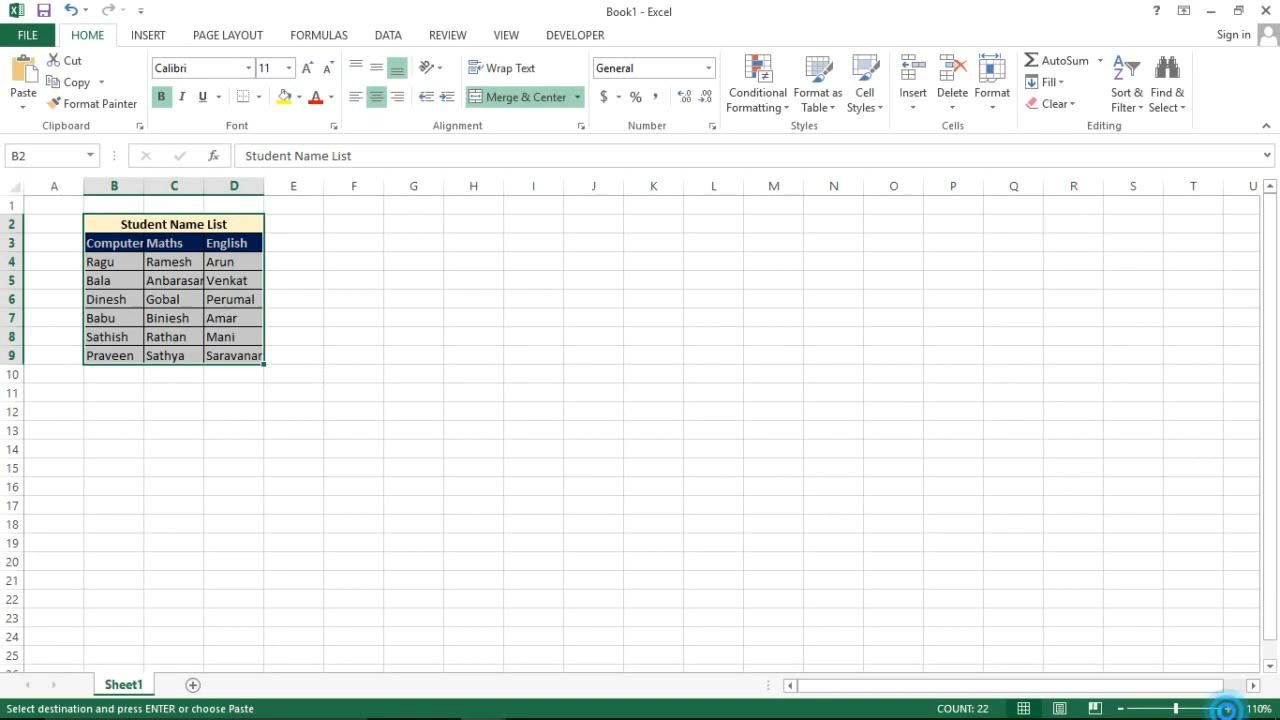 Book1 - Excel
?
FILE HOME INSERT PAGE LAYOUT FORMULAS DATA REVIEW VIEW DEVELOPER Sign in
Paste Cut Copy Format Painter
Calibri 11 A A
B I U A
Wrap Text
Merge & Center
General
$ % ,
Conditional Formatting Format as Table Cell Styles
Insert Delete Format
AutoSum Fill Clear
Sort & Filter Find & Select
Clipboard Font Alignment Number Styles Cells Editing
B2 fx Student Name List
A B C D E F G H I J K L M N O P Q R S T U
1
2 Student Name List
3 Computer Maths English
4 Ragu Ramesh Arun
5 Bala Anbarasan Venkat
6 Dinesh Gobal Perumal
7 Babu Biniesh Amar
8 Sathish Rathan Mani
9 Praveen Sathya Saravanan
10
11
12
13
14
15
16
17
18
19
20
21
22
23
24
25
Sheet1
Select destination and press ENTER or choose Paste COUNT: 22 110%